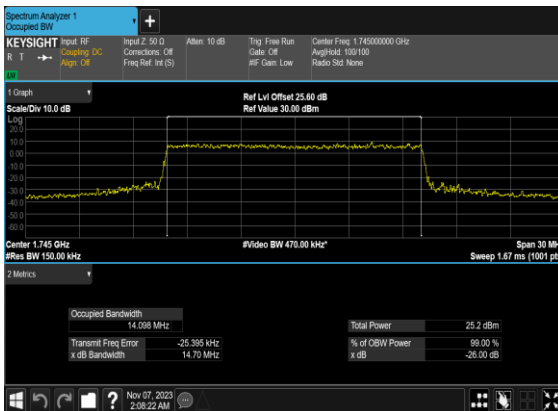 Spectrum Analyzer 1
Occupied BW
KEYSIGHT Input: RF Input Z: 50 Ω Atten: 10 dB Trig: Free Run Center Freq: 1.745000000 GHz
R T Coupling: DC Corrections: Off Gate: Off Avg|Hold: 100/100
Align: Off Freq Ref: Int (S) #IF Gain: Low Radio Std: None
LV
1 Graph
Ref Lvl Offset 25.60 dB
Scale/Div 10.0 dB Ref Value 30.00 dBm
Log
20.0
10.0
0.00
-10.0
-20.0
-30.0
-40.0
-50.0
-60.0
Center 1.745 GHz #Video BW 470.00 kHz* Span 30 MH
#Res BW 150.00 kHz Sweep 1.67 ms (1001 pt
2 Metrics
Occupied Bandwidth
14.098 MHz Total Power 25.2 dBm
Transmit Freq Error -25.395 kHz % of OBW Power 99.00 %
x dB Bandwidth 14.70 MHz x dB -26.00 dB
Nov 07, 2023
2:08:22 AM